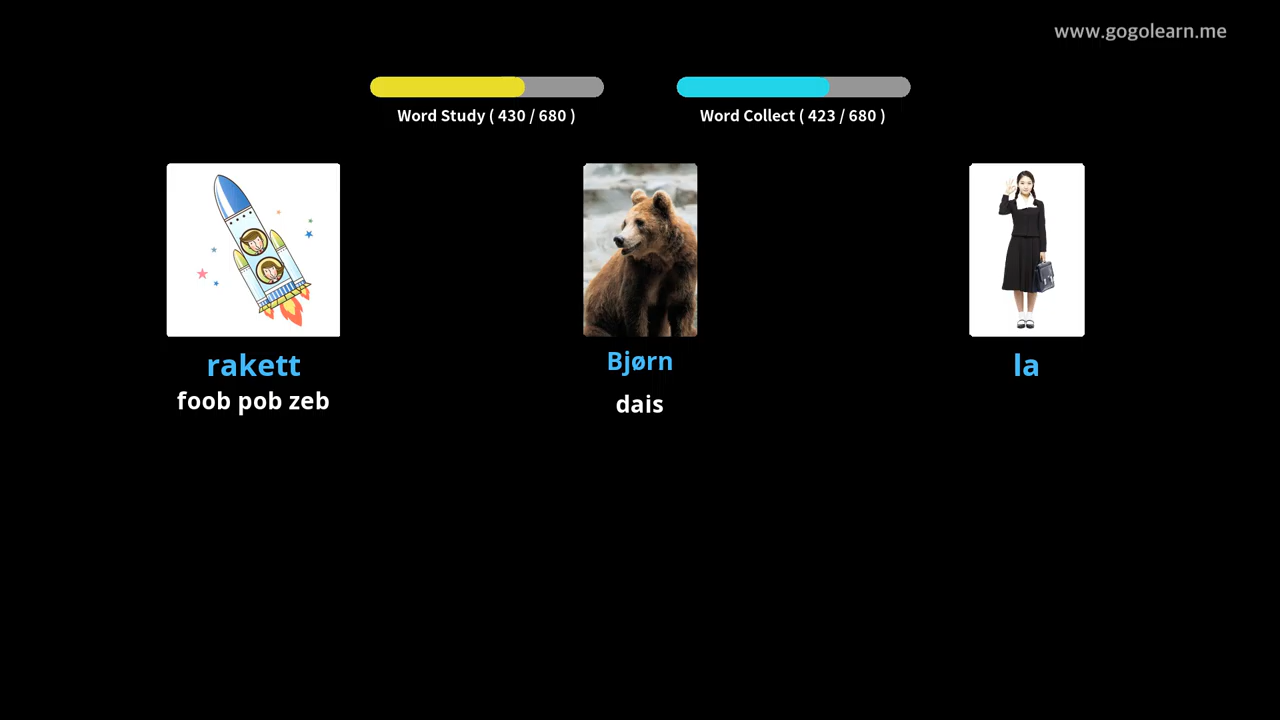 www.gogolearn.me
Word Study ( 430 / 680 )
Word Collect ( 423 / 680 )
rakett
foob pob zeb
Bjørn
dais
la